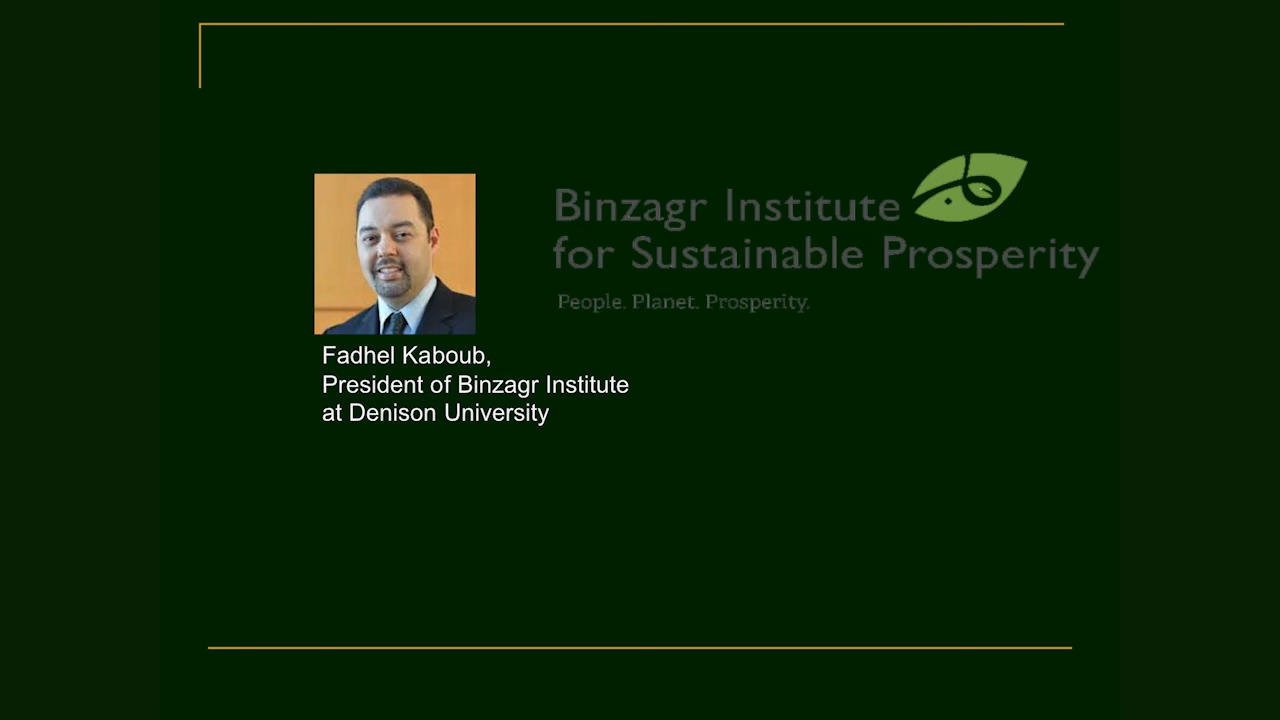 Binzagr Institute
for Sustainable Prosperity
People. Planet. Prosperity.
Fadhel Kaboub,
President of Binzagr Institute
at Denison University